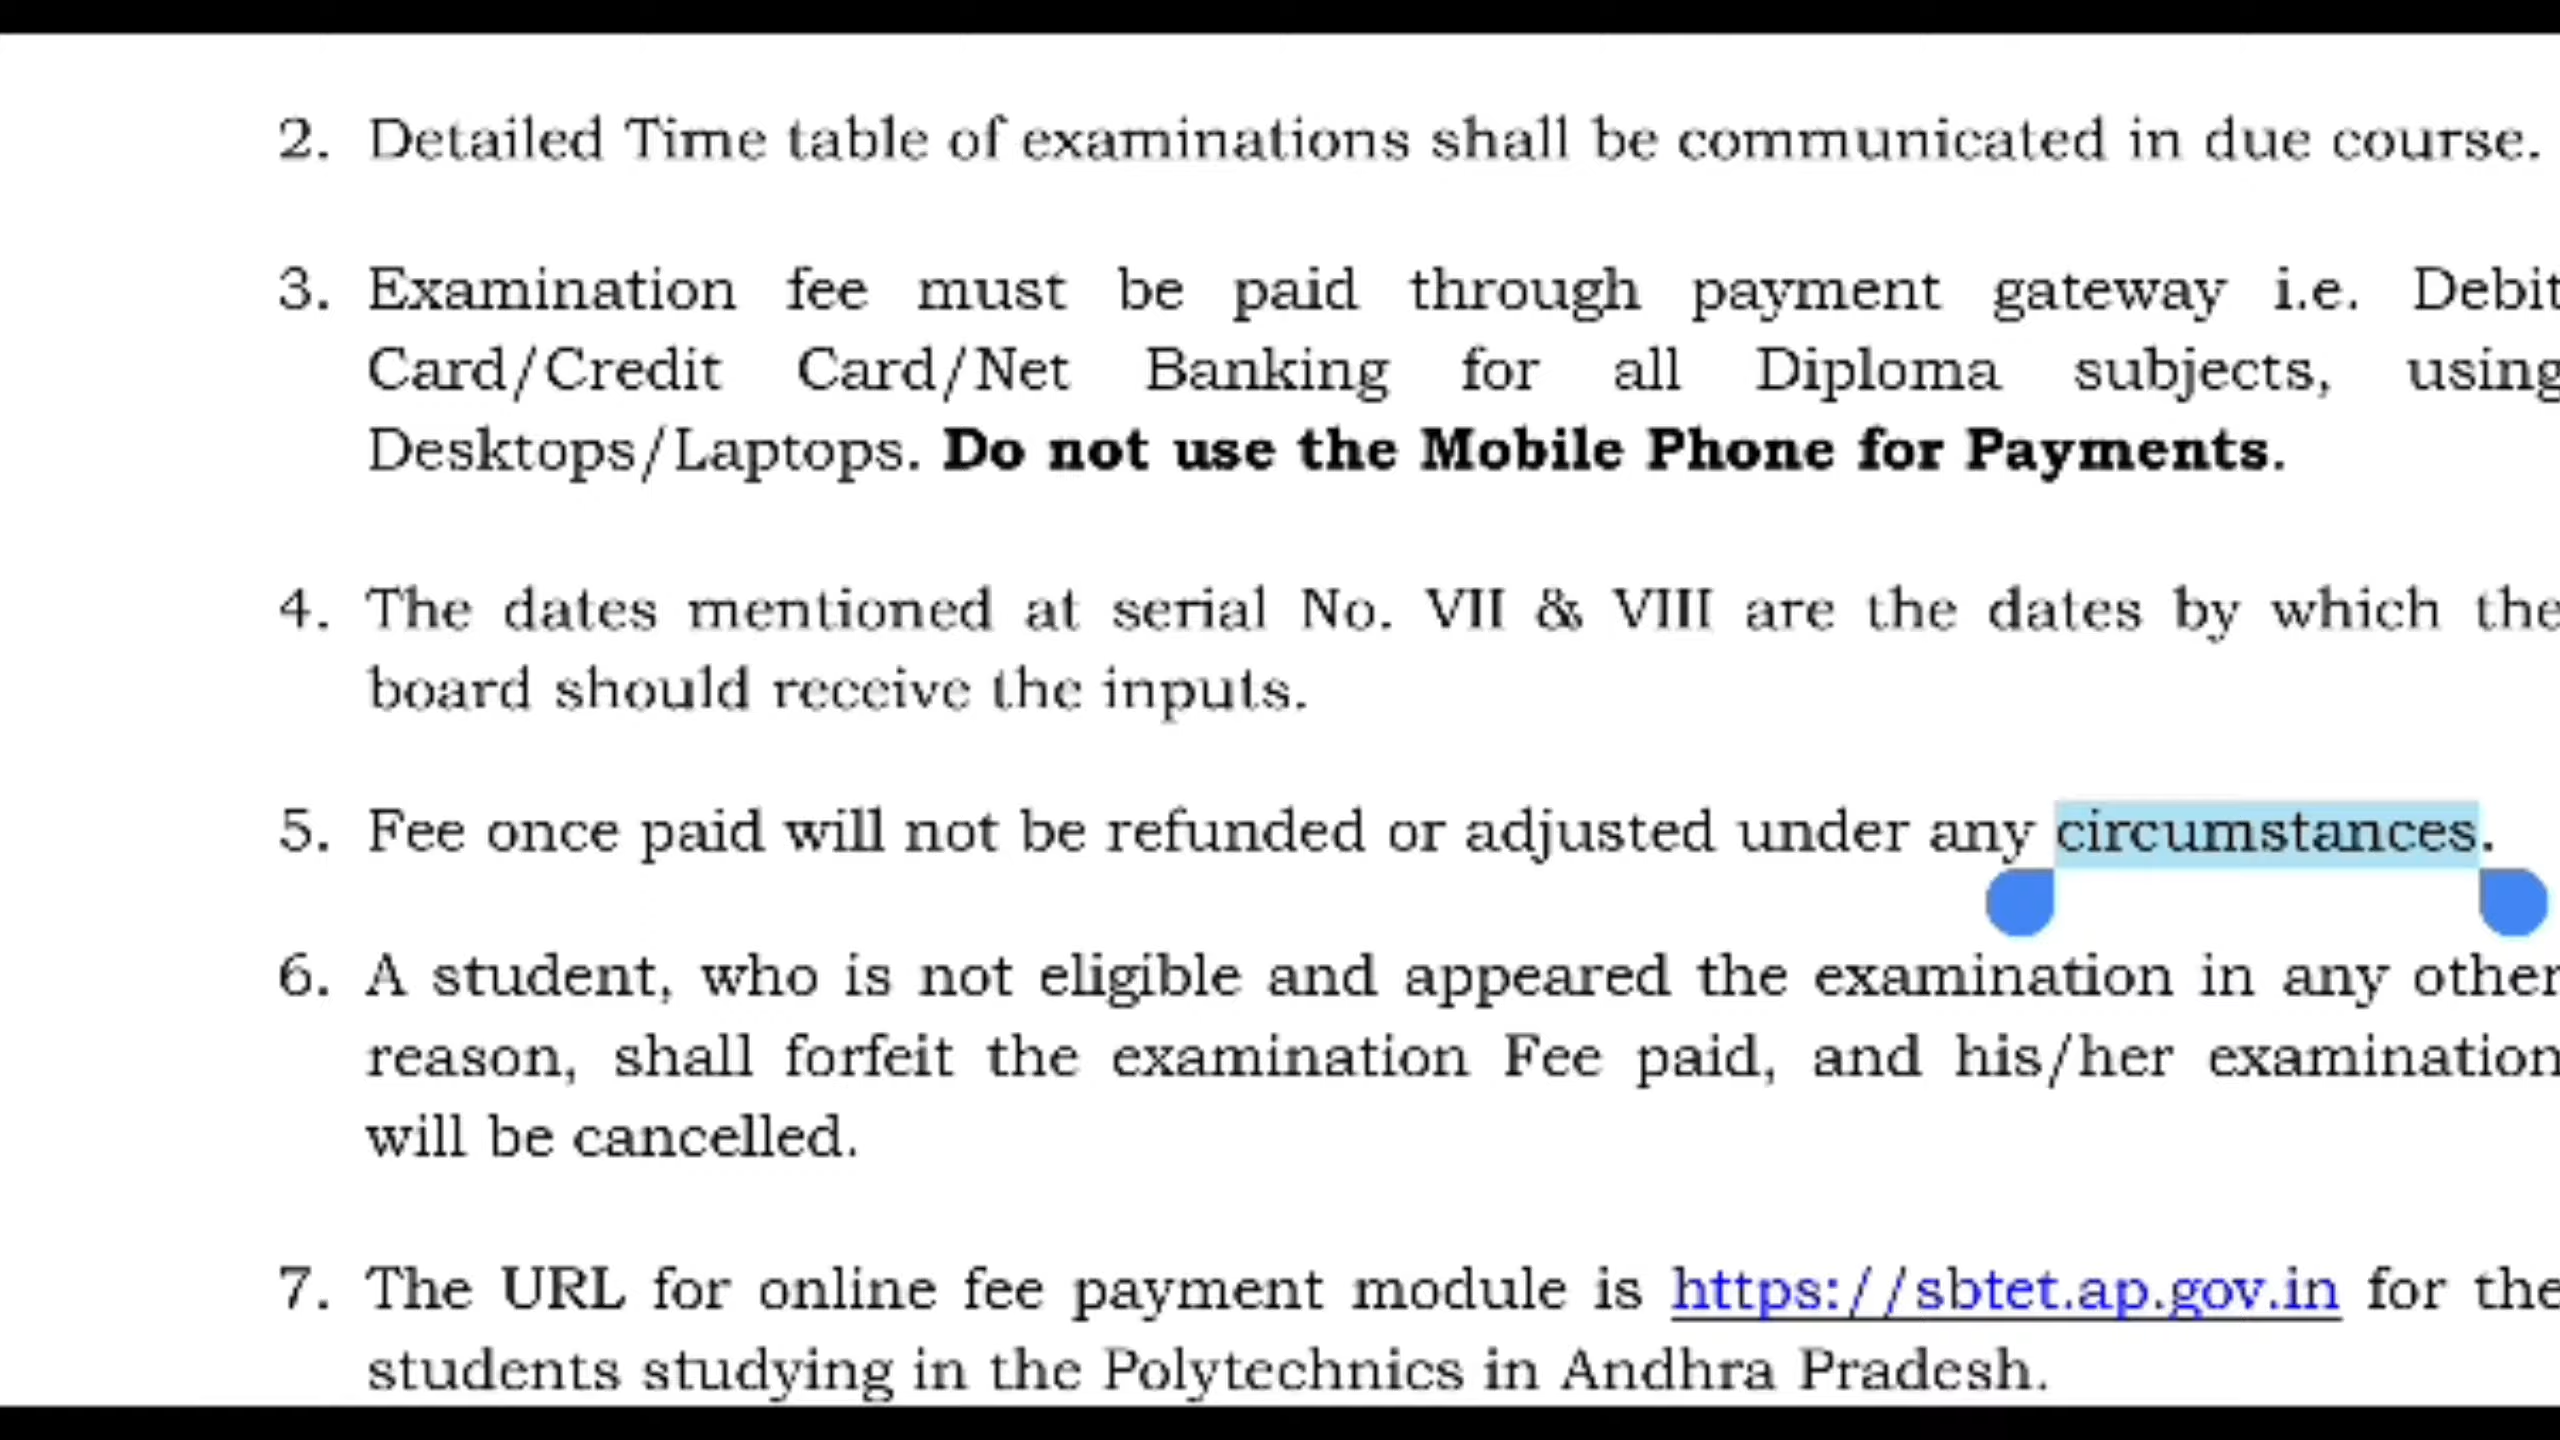 2. Detailed Time table of examinations shall be communicated in due course.
3. Examination fee must be paid through payment gateway i.e. Debit
Card/Credit Card/Net Banking for all Diploma subjects, using
Desktops/Laptops. Do not use the Mobile Phone for Payments.
4. The dates mentioned at serial No. VII & VIII are the dates by which the
board should receive the inputs.
5. Fee once paid will not be refunded or adjusted under any circumstances.
6. A student, who is not eligible and appeared the examination in any other
reason, shall forfeit the examination Fee paid, and his/her examination
will be cancelled.
7. The URL for online fee payment module is https://sbtet.ap.gov.in for the
students studying in the Polytechnics in Andhra Pradesh.